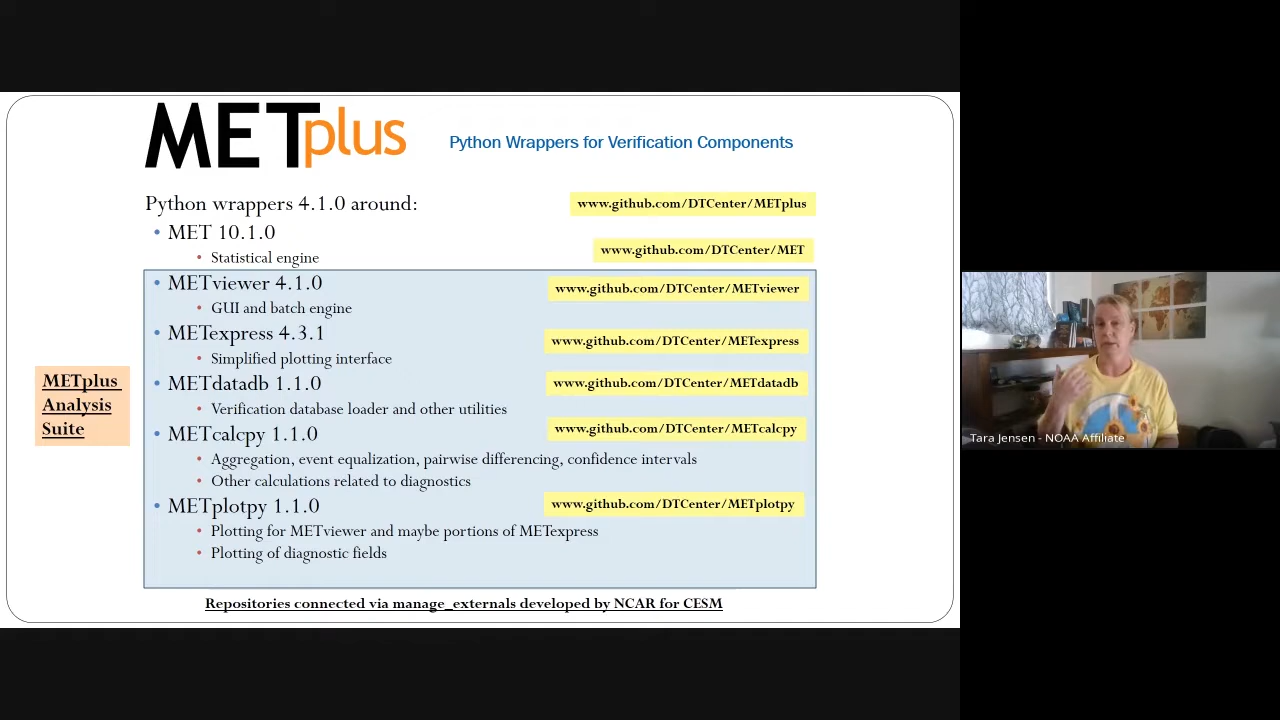 METplus
Python Wrappers for Verification Components
Python wrappers 4.1.0 around:
www.github.com/DTCenter/METplus
• MET 10.1.0
www.github.com/DTCenter/MET
• Statistical engine
• METviewer 4.1.0
www.github.com/DTCenter/METviewer
• GUI and batch engine
• METexpress 4.3.1
www.github.com/DTCenter/METexpress
• Simplified plotting interface
• METdatadb 1.1.0
www.github.com/DTCenter/METdatadb
• Verification database loader and other utilities
• METcalcpy 1.1.0
www.github.com/DTCenter/METcalcpy
• Aggregation, event equalization, pairwise differencing, confidence intervals
• Other calculations related to diagnostics
• METplotpy 1.1.0
www.github.com/DTCenter/METplotpy
• Plotting for METviewer and maybe portions of METexpress
• Plotting of diagnostic fields
METplus
Analysis
Suite
Repositories connected via manage_externals developed by NCAR for CESM
Tara Jensen - NOAA Affiliate